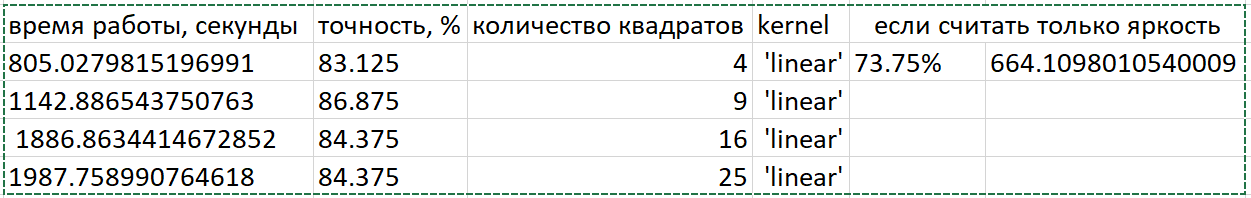 время работы, секунды точность, % количество квадратов kernel если считать только яркость
805.0279815196991 83.125 4 'linear' 73.75% 664.1098010540009
1142.886543750763 86.875 9 'linear'
1886.8634414672852 84.375 16 'linear'
1987.758990764618 84.375 25 'linear'